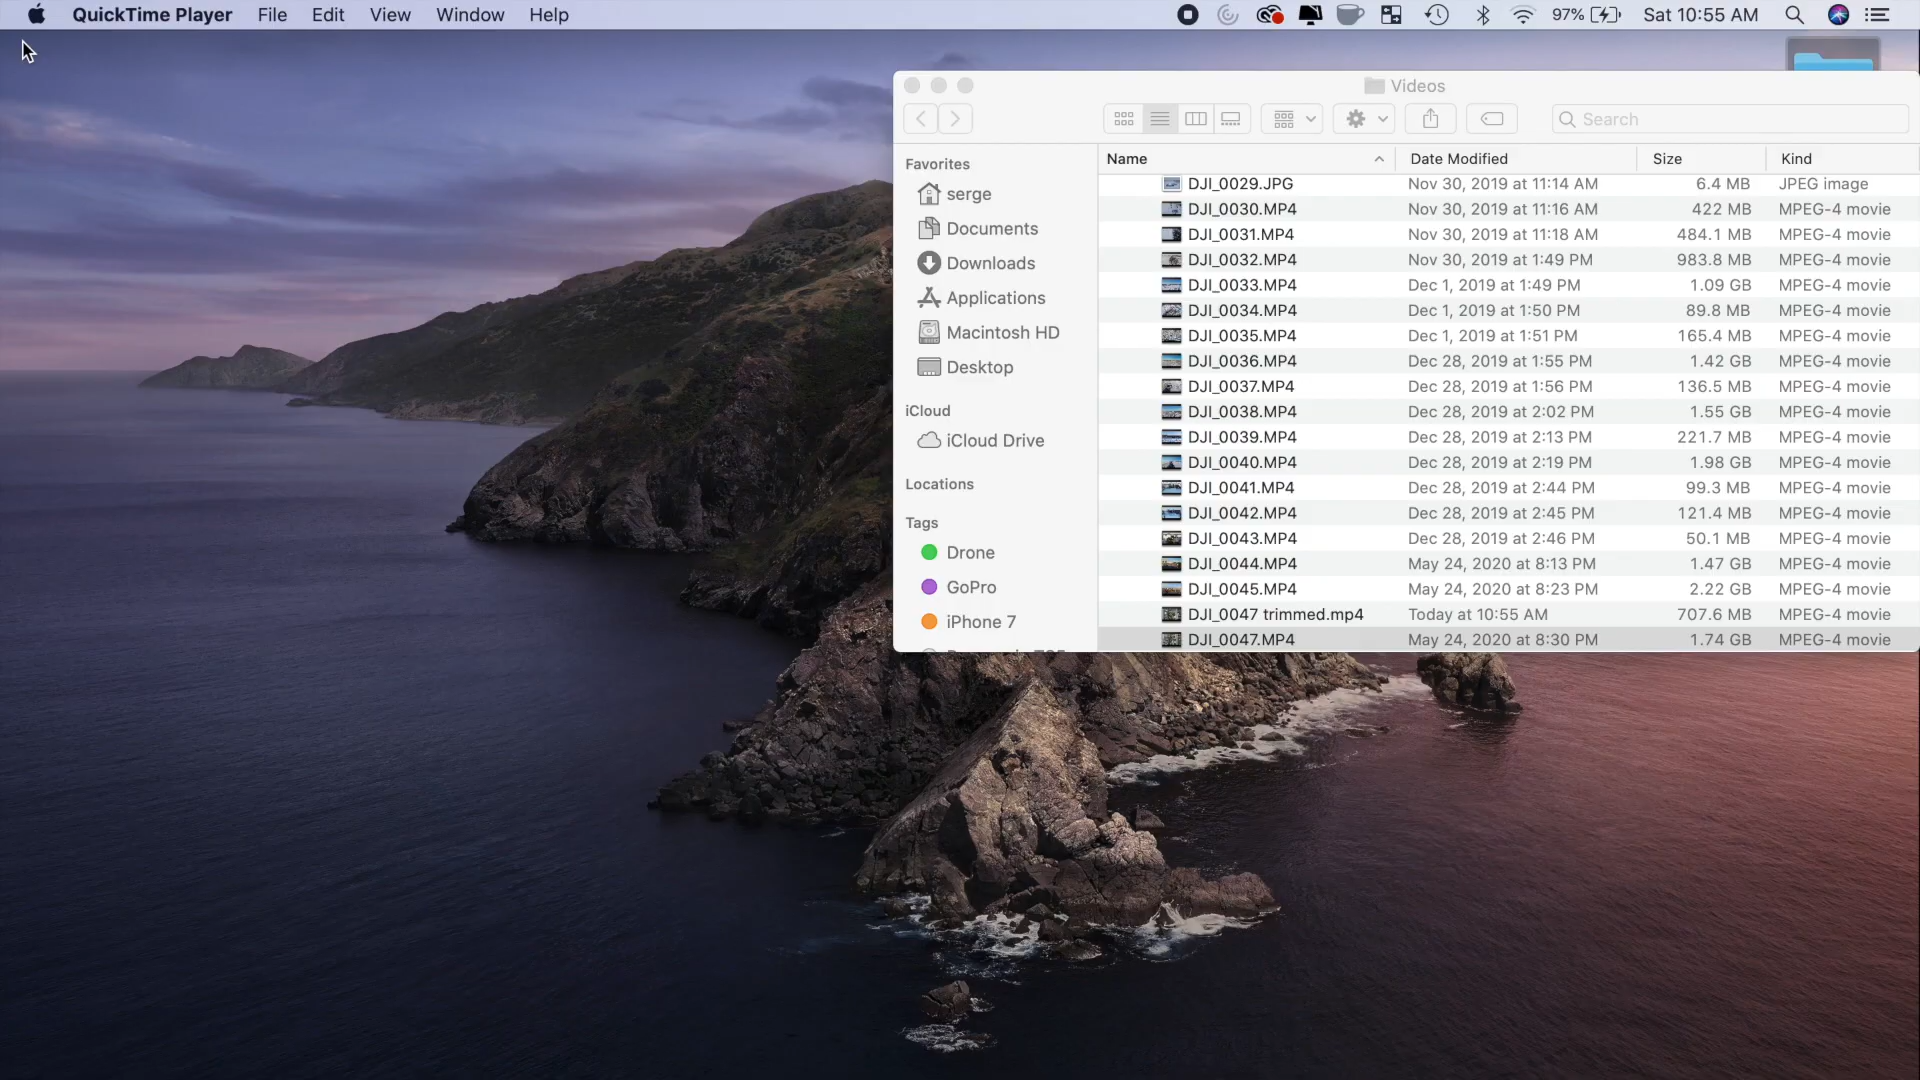 QuickTime Player File Edit View Window Help 97% Sat 10:55 AM
Videos
Search
Favorites
serge
Documents
Downloads
Applications
Macintosh HD
Desktop
iCloud
iCloud Drive
Locations
Tags
Drone
GoPro
iPhone 7
Name Date Modified Size Kind
DJI_0029.JPG Nov 30, 2019 at 11:14 AM 6.4 MB JPEG image
DJI_0030.MP4 Nov 30, 2019 at 11:16 AM 422 MB MPEG-4 movie
DJI_0031.MP4 Nov 30, 2019 at 11:18 AM 484.1 MB MPEG-4 movie
DJI_0032.MP4 Nov 30, 2019 at 1:49 PM 983.8 MB MPEG-4 movie
DJI_0033.MP4 Dec 1, 2019 at 1:49 PM 1.09 GB MPEG-4 movie
DJI_0034.MP4 Dec 1, 2019 at 1:50 PM 89.8 MB MPEG-4 movie
DJI_0035.MP4 Dec 1, 2019 at 1:51 PM 165.4 MB MPEG-4 movie
DJI_0036.MP4 Dec 28, 2019 at 1:55 PM 1.42 GB MPEG-4 movie
DJI_0037.MP4 Dec 28, 2019 at 1:56 PM 136.5 MB MPEG-4 movie
DJI_0038.MP4 Dec 28, 2019 at 2:02 PM 1.55 GB MPEG-4 movie
DJI_0039.MP4 Dec 28, 2019 at 2:13 PM 221.7 MB MPEG-4 movie
DJI_0040.MP4 Dec 28, 2019 at 2:19 PM 1.98 GB MPEG-4 movie
DJI_0041.MP4 Dec 28, 2019 at 2:44 PM 99.3 MB MPEG-4 movie
DJI_0042.MP4 Dec 28, 2019 at 2:45 PM 121.4 MB MPEG-4 movie
DJI_0043.MP4 Dec 28, 2019 at 2:46 PM 50.1 MB MPEG-4 movie
DJI_0044.MP4 May 24, 2020 at 8:13 PM 1.47 GB MPEG-4 movie
DJI_0045.MP4 May 24, 2020 at 8:23 PM 2.22 GB MPEG-4 movie
DJI_0047 trimmed.mp4 Today at 10:55 AM 707.6 MB MPEG-4 movie
DJI_0047.MP4 May 24, 2020 at 8:30 PM 1.74 GB MPEG-4 movie